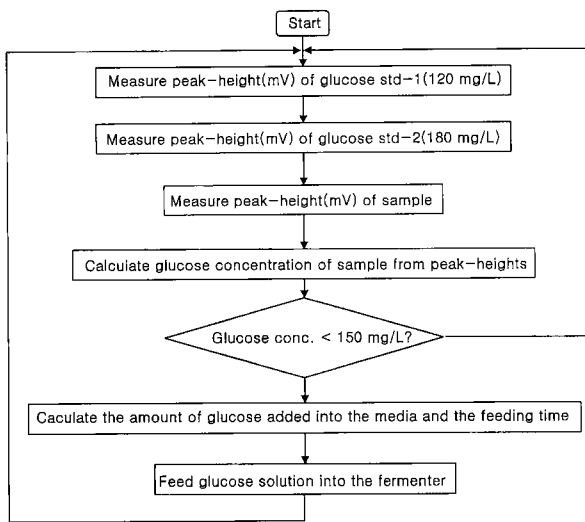 Start
Measure peak-height(mV) of glucose std-1(120 mg/L)
Measure peak-height(mV) of glucose std-2(180 mg/L)
Measure peak-height(mV) of sample
Calculate glucose concentration of sample from peak-heights
Glucose conc. < 150 mg/L?
Caculate the amount of glucose added into the media and the feeding time
Feed glucose solution into the fermenter